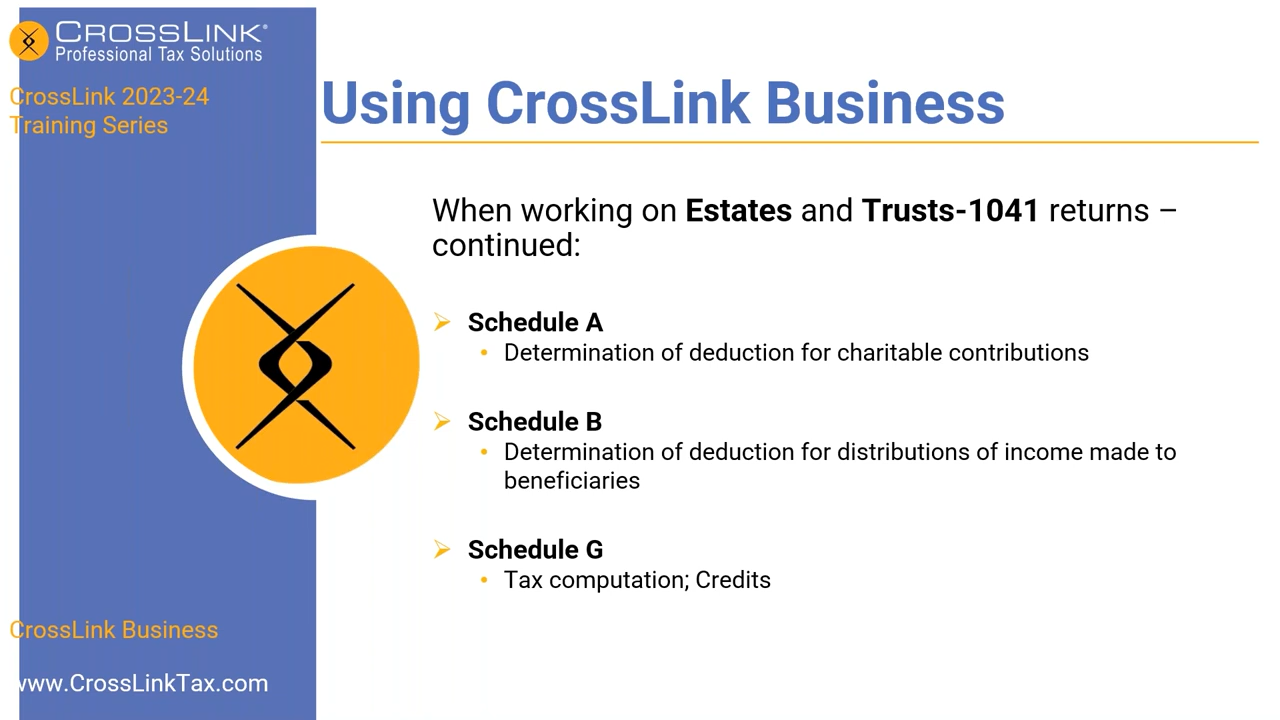 CROSSLINK®
Professional Tax Solutions
CrossLink 2023-24
Training Series
Using CrossLink Business
When working on Estates and Trusts-1041 returns –
continued:
Schedule A
• Determination of deduction for charitable contributions
Schedule B
• Determination of deduction for distributions of income made to
beneficiaries
Schedule G
• Tax computation; Credits
CrossLink Business
www.CrossLinkTax.com